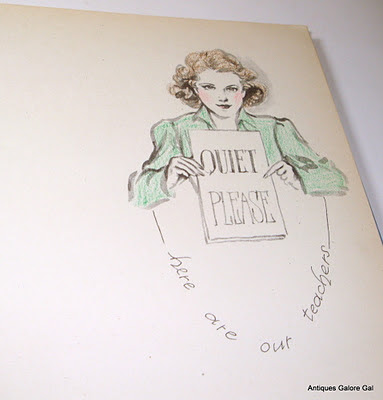 QUIET
PLEASE
here are our teachers
Antiques Galore Gal